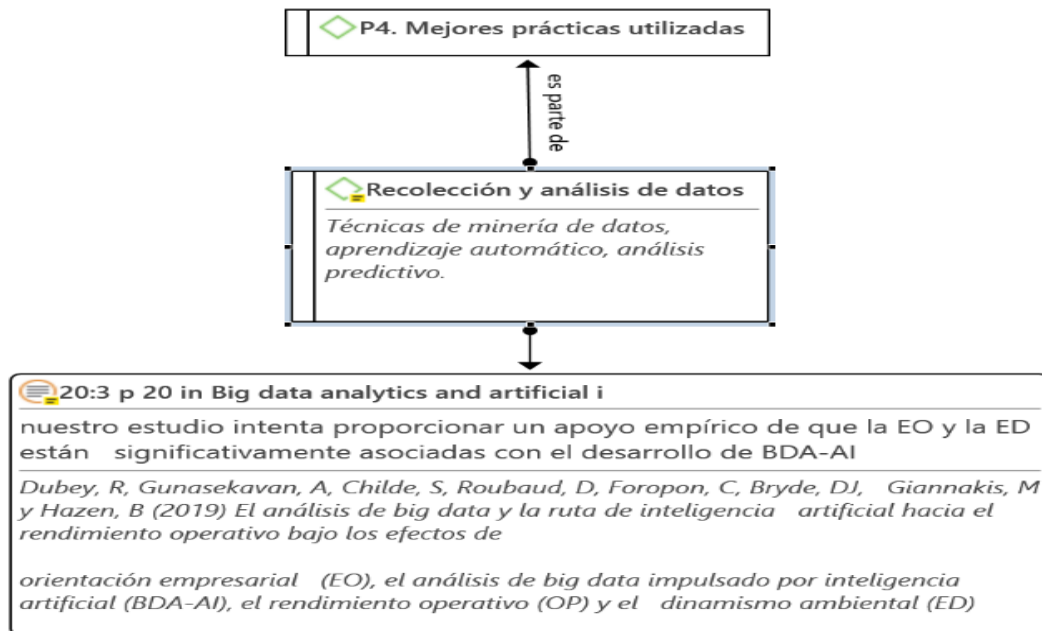 P4. Mejores prácticas utilizadas
es parte de
Recolección y análisis de datos
Técnicas de minería de datos,
aprendizaje automático, análisis
predictivo.
20:3 p 20 in Big data analytics and artificial i
nuestro estudio intenta proporcionar un apoyo empírico de que la EO y la ED
están significativamente asociadas con el desarrollo de BDA-AI
Dubey, R, Gunasekavan, A, Childe, S, Roubaud, D, Foropon, C, Bryde, DJ, Giannakis, M
y Hazen, B (2019) El análisis de big data y la ruta de inteligencia artificial hacia el
rendimiento operativo bajo los efectos de
orientación empresarial (EO), el análisis de big data impulsado por inteligencia
artificial (BDA-AI), el rendimiento operativo (OP) y el dinamismo ambiental (ED)